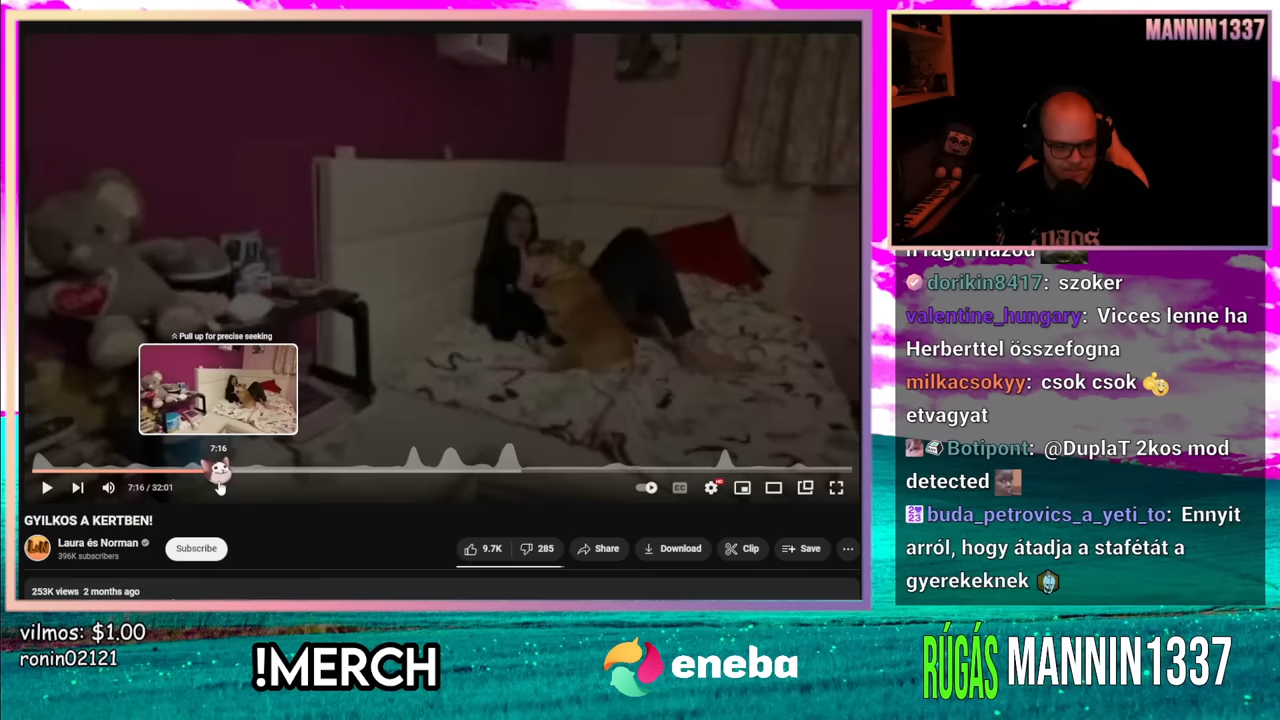 MANNIN1337
dorikin8417: szoker
valentine_hungary: Vicces lenne ha
Herberttel összefogna
milkacsokyy: csok csok
etvagyat
Botipont: @DuplaT 2kos mod
detected
buda_petrovics_a_yeti_to: Ennyit
arról, hogy átadja a stafétát a
gyerekeknek
Pull up for precise seeking
7:16
7:16 / 32:01
CC
HD
GYILKOS A KERTBEN!
Laura és Norman
396K subscribers
Subscribe
9.7K
285
Share
Download
Clip
Save
253K views 2 months ago
vilmos: $1.00
ronin02121
!MERCH
eneba
RÚGÁS MANNIN1337